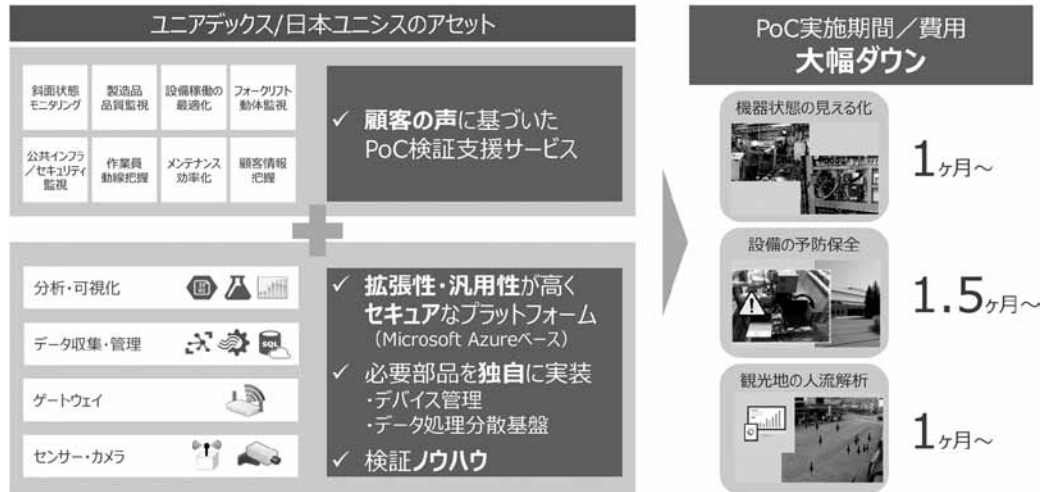 ユニアデックス/日本ユニシスのアセット
斜面状態
モニタリング
製造品
品質監視
設備稼働の
最適化
フォークリフト
動体監視
公共インフラ
/セキュリティ
監視
作業員
動線把握
メンテナンス
効率化
顧客情報
把握
✓ 顧客の声に基づいた
PoC検証支援サービス
分析・可視化
データ収集・管理
SQL
ゲートウェイ
センサー・カメラ
✓ 拡張性・汎用性が高く
セキュアなプラットフォーム
(Microsoft Azureベース)
✓ 必要部品を独自に実装
・デバイス管理
・データ処理分散基盤
✓ 検証ノウハウ
PoC実施期間/費用
大幅ダウン
機器状態の見える化
1ヶ月~
設備の予防保全
1.5ヶ月~
観光地の人流解析
1ヶ月~